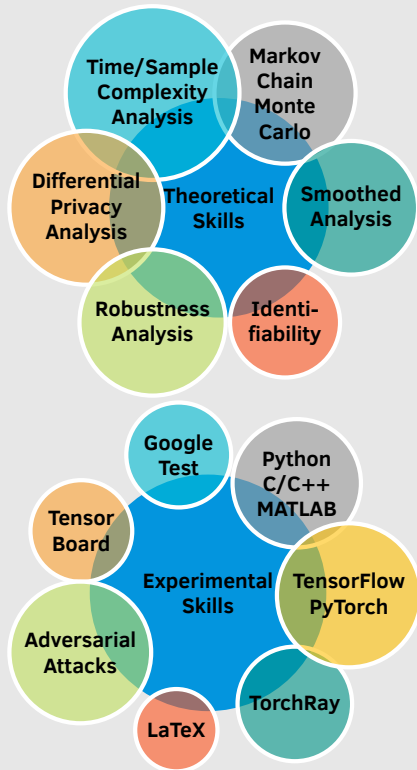 Time/Sample
Complexity
Analysis
Markov
Chain
Monte
Carlo
Differential
Privacy
Analysis
Theoretical
Skills
Smoothed
Analysis
Robustness
Analysis
Identi-
fiability
Google
Test
Python
C/C++
MATLAB
Tensor
Board
Experimental
Skills
TensorFlow
PyTorch
Adversarial
Attacks
TorchRay
LaTeX